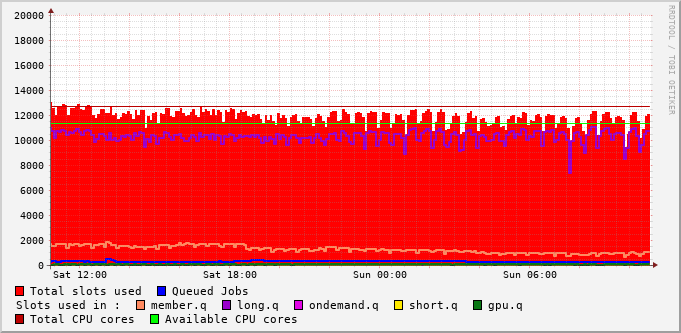 20000
18000
16000
14000
12000
10000
8000
6000
4000
2000
0
Sat 12:00 Sat 18:00 Sun 00:00 Sun 06:00
Total slots used Queued Jobs
Slots used in : member.q long.q ondemand.q short.q gpu.q
Total CPU cores Available CPU cores
RRDTOOL / TOBI OETIKER